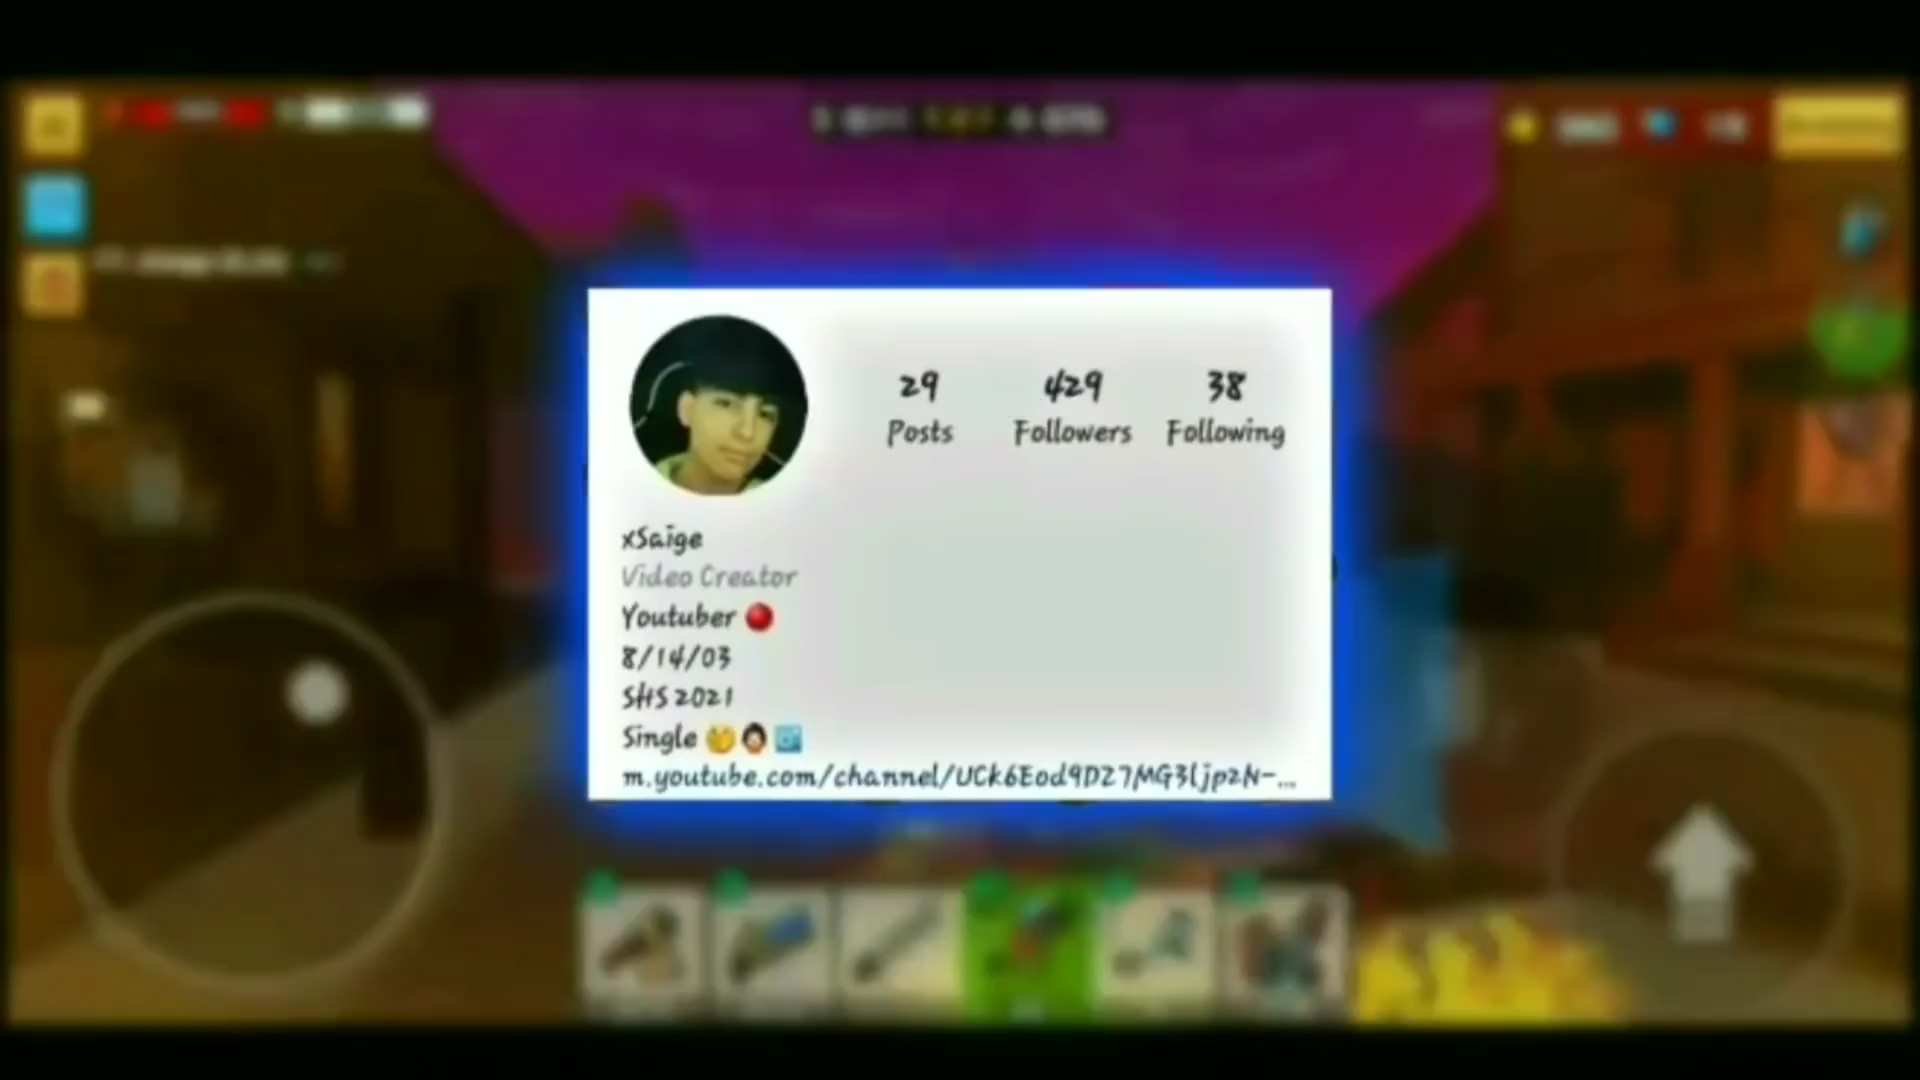 29 429 38
Posts Followers Following
xSaige
Video Creator
Youtuber
8/14/03
SHS 2021
Single
m.youtube.com/channel/UCk6Eod9DZ7MG3ljp2N-...